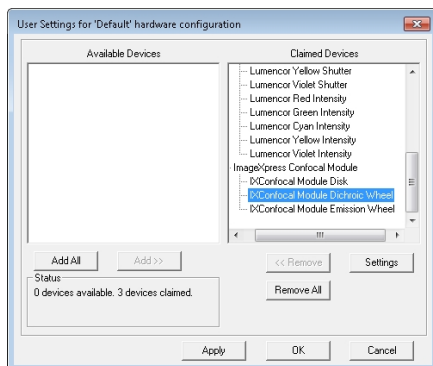 User Settings for 'Default' hardware configuration
Available Devices
Claimed Devices
Lumencor Yellow Shutter
Lumencor Violet Shutter
Lumencor Red Intensity
Lumencor Green Intensity
Lumencor Cyan Intensity
Lumencor Yellow Intensity
Lumencor Violet Intensity
ImageXpress Confocal Module
IXConfocal Module Disk
IXConfocal Module Dichroic Wheel
IXConfocal Module Emission Wheel
Add All
Add >>
<< Remove
Settings
Status
0 devices available. 3 devices claimed.
Remove All
Apply
OK
Cancel